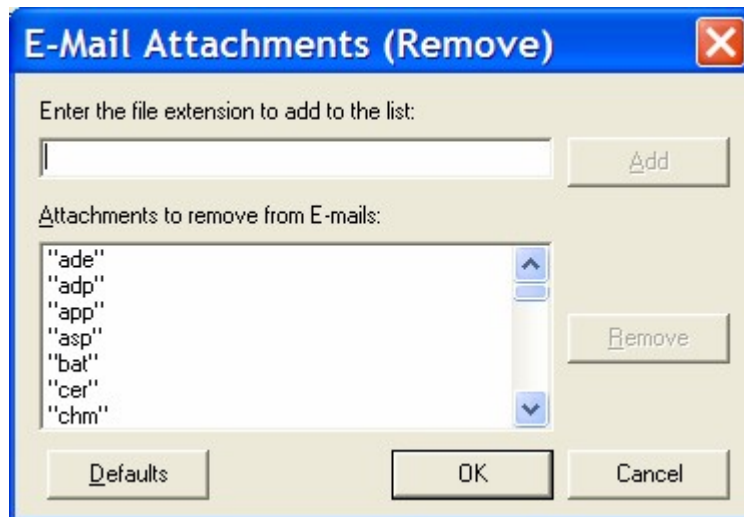 E-Mail Attachments (Remove)
Enter the file extension to add to the list:
Add
Attachments to remove from E-mails:
"ade"
"adp"
"app"
"asp"
"bat"
"cer"
"chm"
Remove
Defaults
OK
Cancel